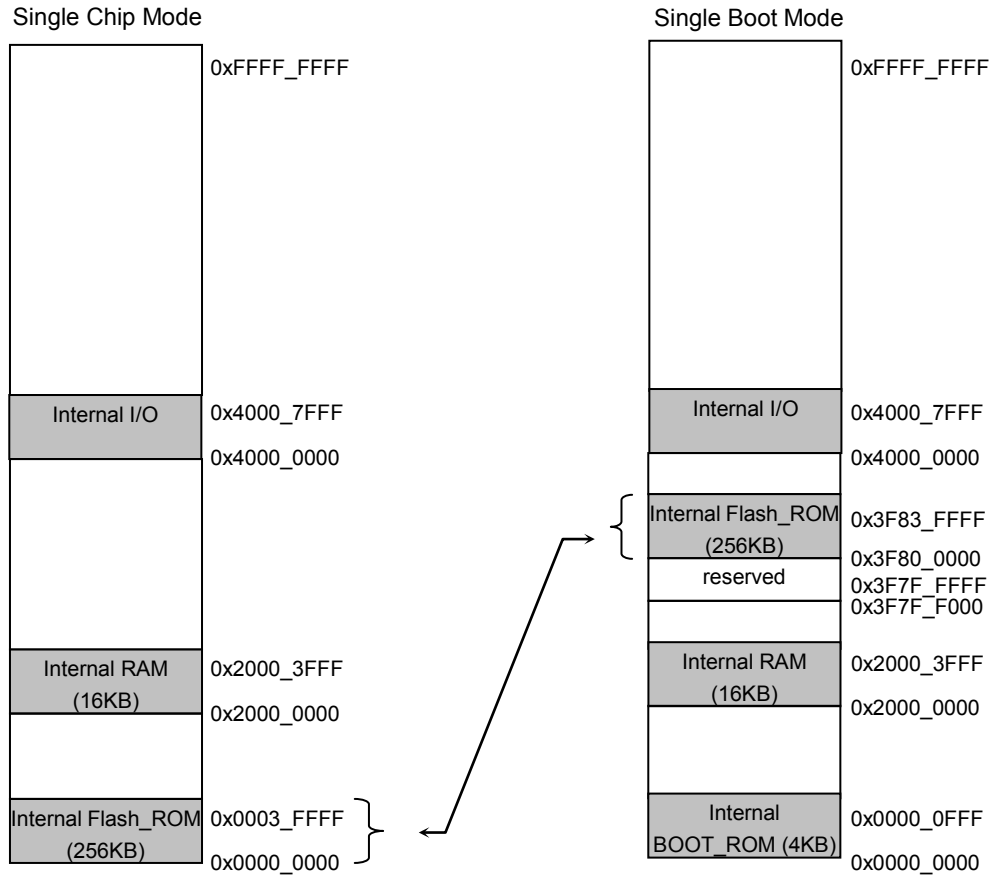 Single Chip Mode
0xFFFF_FFFF
Internal I/O
0x4000_7FFF
0x4000_0000
Internal RAM
(16KB)
0x2000_3FFF
0x2000_0000
Internal Flash_ROM
(256KB)
0x0003_FFFF
0x0000_0000
Single Boot Mode
0xFFFF_FFFF
Internal I/O
0x4000_7FFF
0x4000_0000
Internal Flash_ROM
(256KB)
0x3F83_FFFF
0x3F80_0000
reserved
0x3F7F_FFFF
0x3F7F_F000
Internal RAM
(16KB)
0x2000_3FFF
0x2000_0000
Internal
BOOT_ROM (4KB)
0x0000_0FFF
0x0000_0000